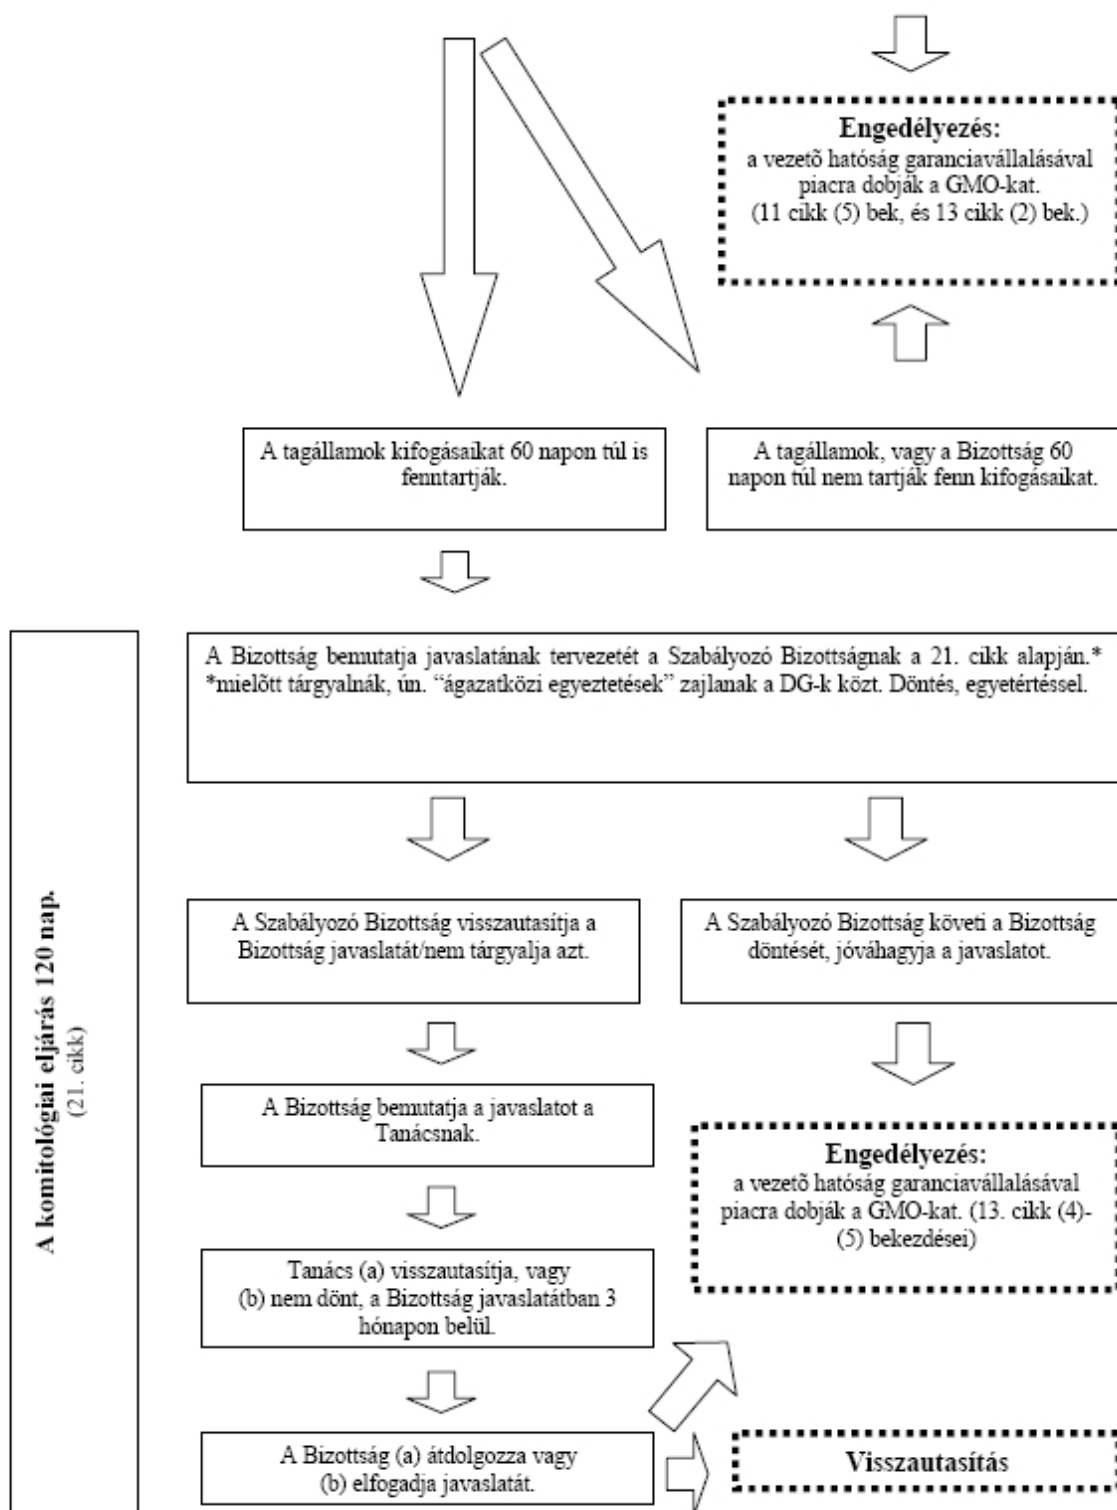 Engedélyezés:
a vezetõ hatóság garanciavállalásával
piacra dobják a GMO-kat.
(11 cikk (5) bek, és 13 cikk (2) bek.)
A tagállamok kifogásaikat 60 napon túl is
fenntartják.
A tagállamok, vagy a Bizottság 60
napon túl nem tartják fenn kifogásaikat.
A Bizottság bemutatja javaslatának tervezetét a Szabályozó Bizottságnak a 21. cikk alapján.*
*mielõtt tárgyalnák, ún. “ágazatközi egyeztetések” zajlanak a DG-k közt. Döntés, egyetértéssel.
A komitológiai eljárás 120 nap.
(21. cikk)
A Szabályozó Bizottság visszautasítja a
Bizottság javaslatát/nem tárgyalja azt.
A Szabályozó Bizottság követi a Bizottság
döntését, jóváhagyja a javaslatot.
A Bizottság bemutatja a javaslatot a
Tanácsnak.
Engedélyezés:
a vezetõ hatóság garanciavállalásával
piacra dobják a GMO-kat. (13. cikk (4)-
(5) bekezdései)
Tanács (a) visszautasítja, vagy
(b) nem dönt, a Bizottság javaslatátban 3
hónapon belül.
A Bizottság (a) átdolgozza vagy
(b) elfogadja javaslatát.
Visszautasítás